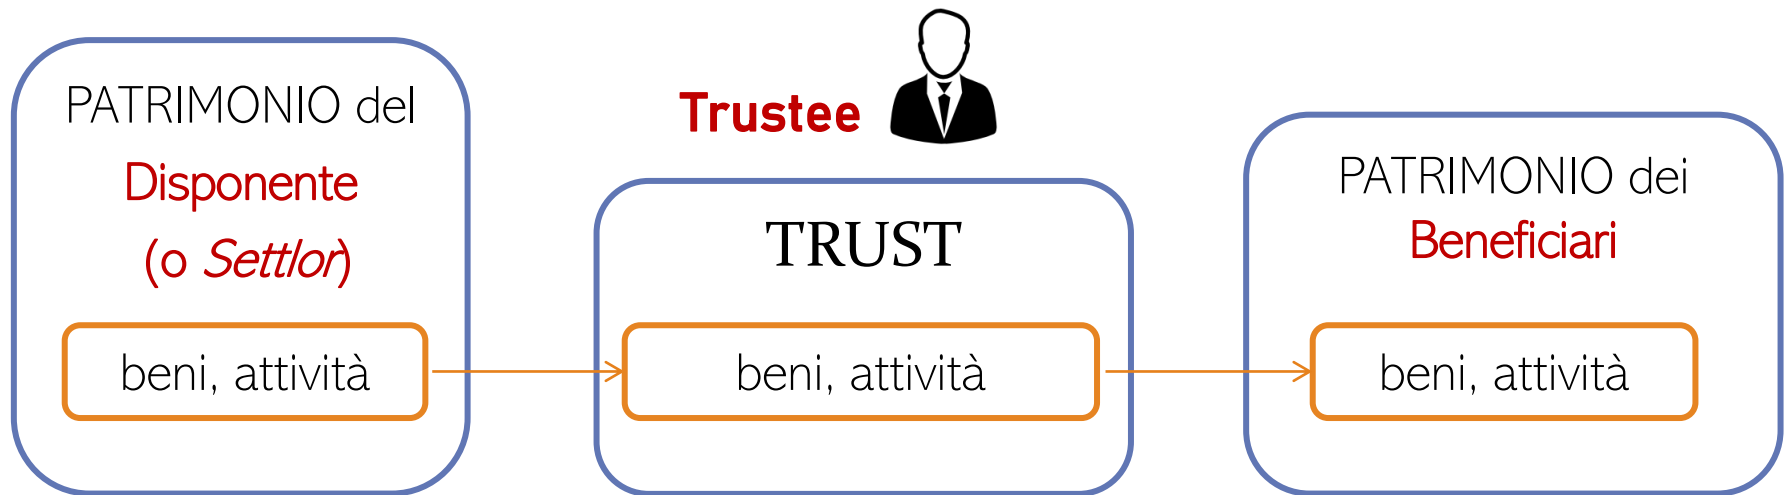 PATRIMONIO del
Disponente
(o Settlor)
beni, attività
Trustee
TRUST
beni, attività
PATRIMONIO dei
Beneficiari
beni, attività